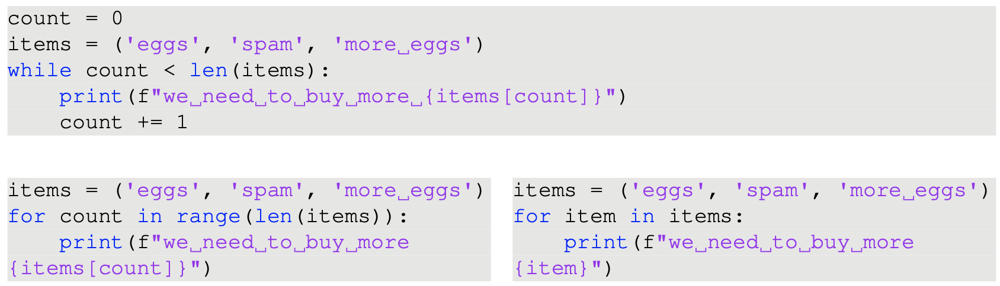 count = 0
items = ('eggs', 'spam', 'more␣eggs')
while count < len(items):
    print(f"we␣need␣to␣buy␣more␣{items[count]}")
    count += 1
items = ('eggs', 'spam', 'more␣eggs')
for count in range(len(items)):
    print(f"we␣need␣to␣buy␣more
{items[count]}")
items = ('eggs', 'spam', 'more␣eggs')
for item in items:
    print(f"we␣need␣to␣buy␣more
{item}")